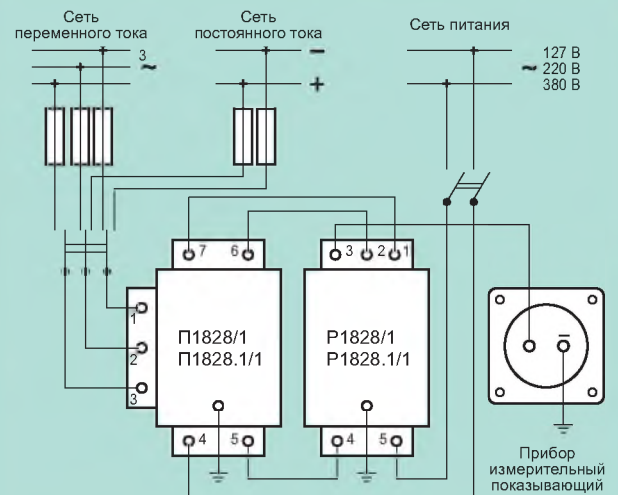 Сеть
переменного тока
Сеть
постоянного тока
Сеть питания
3
~
−
+
~
127 В
220 В
380 В
7
6
3
2
1
1
2
3
П1828/1
П1828.1/1
Р1828/1
Р1828.1/1
4
5
4
5
−
Прибор
измерительный
показывающий